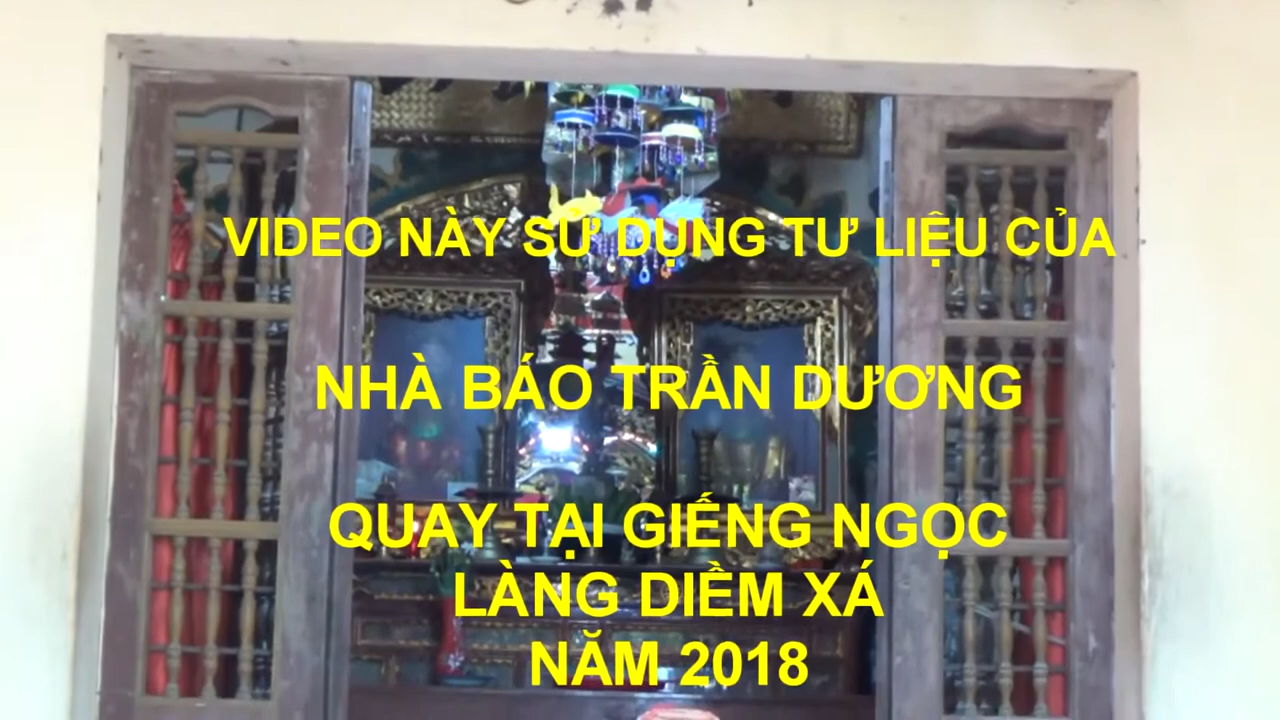 VIDEO NÀY SỬ DỤNG TƯ LIỆU CỦA
NHÀ BÁO TRẦN DƯƠNG
QUAY TẠI GIẾNG NGỌC
LÀNG DIỀM XÁ
NĂM 2018